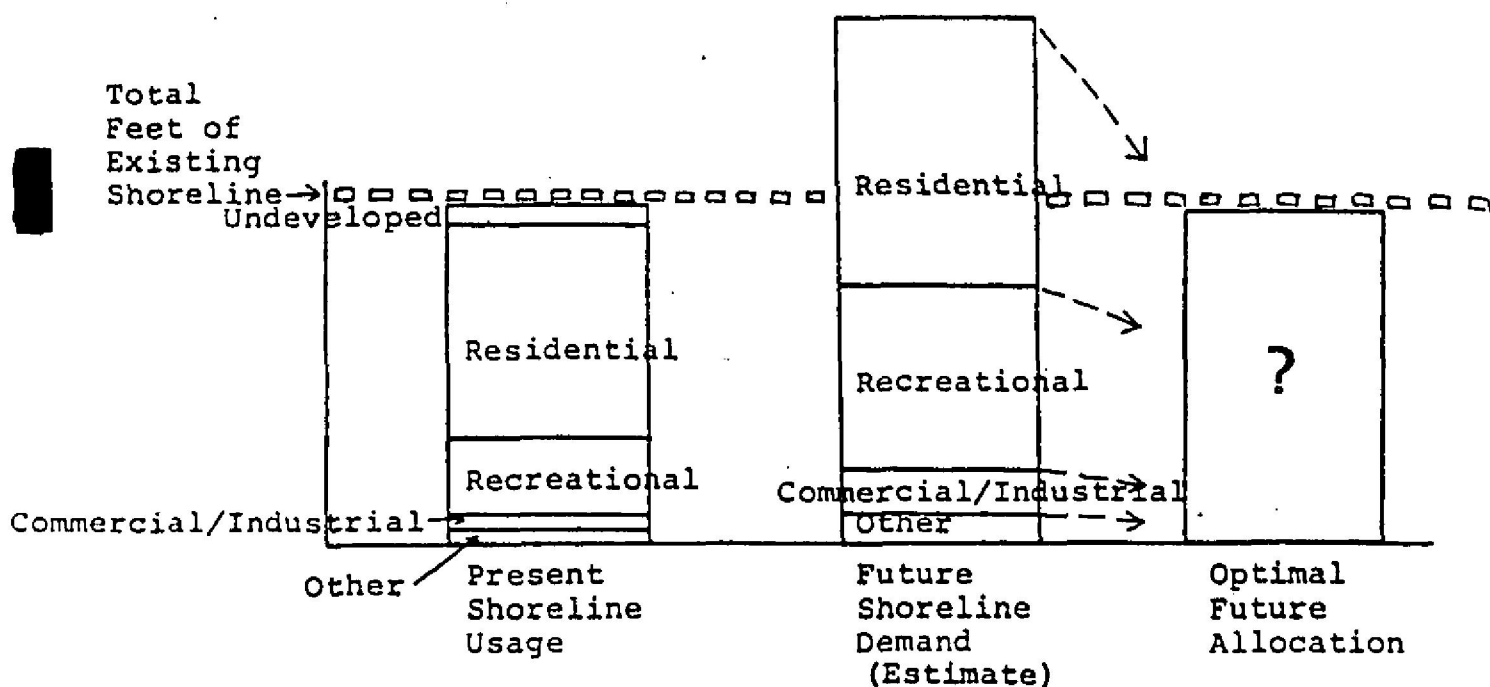 Total
Feet of
Existing
Shoreline
Undeveloped
Residential
Recreational
Commercial/Industrial
Other
Present
Shoreline
Usage
Residential
Recreational
Commercial/Industrial
Other
Future
Shoreline
Demand
(Estimate)
?
Optimal
Future
Allocation